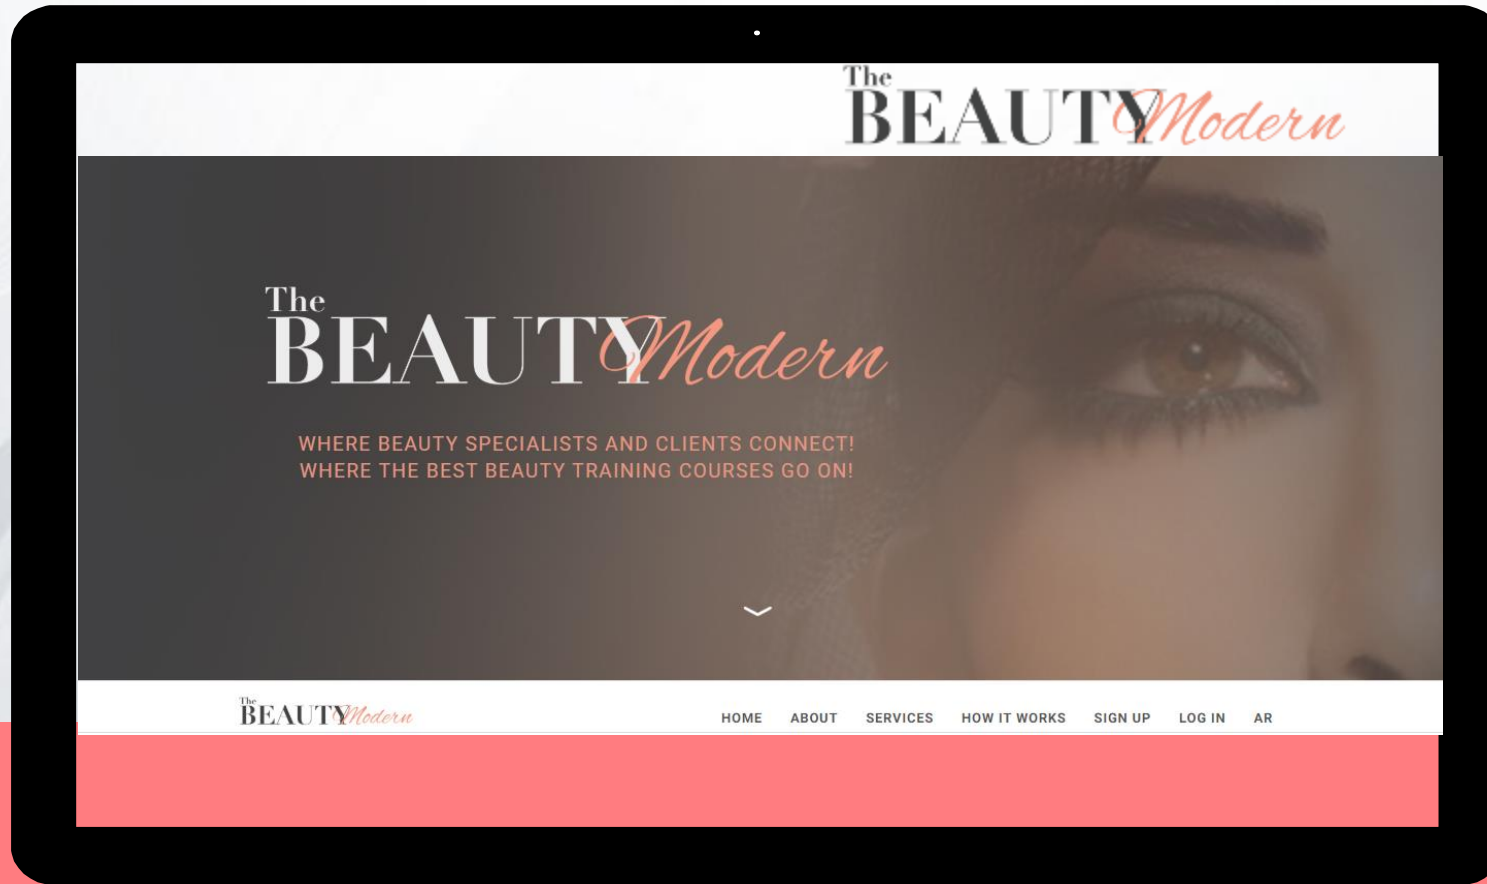 The
BEAUTY Modern
The
BEAUTY Modern
WHERE BEAUTY SPECIALISTS AND CLIENTS CONNECT!
WHERE THE BEST BEAUTY TRAINING COURSES GO ON!
The
BEAUTY Modern
HOME ABOUT SERVICES HOW IT WORKS SIGN UP LOG IN AR